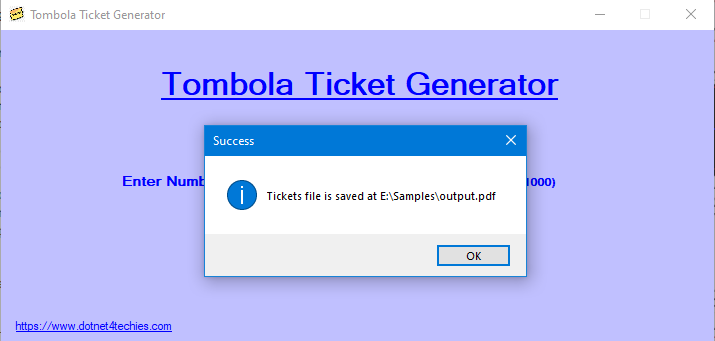 Tombola Ticket Generator
Tombola Ticket Generator
Success
Enter Numb
1000)
Tickets file is saved at E:\Samples\output.pdf
OK
https://www.dotnet4techies.com